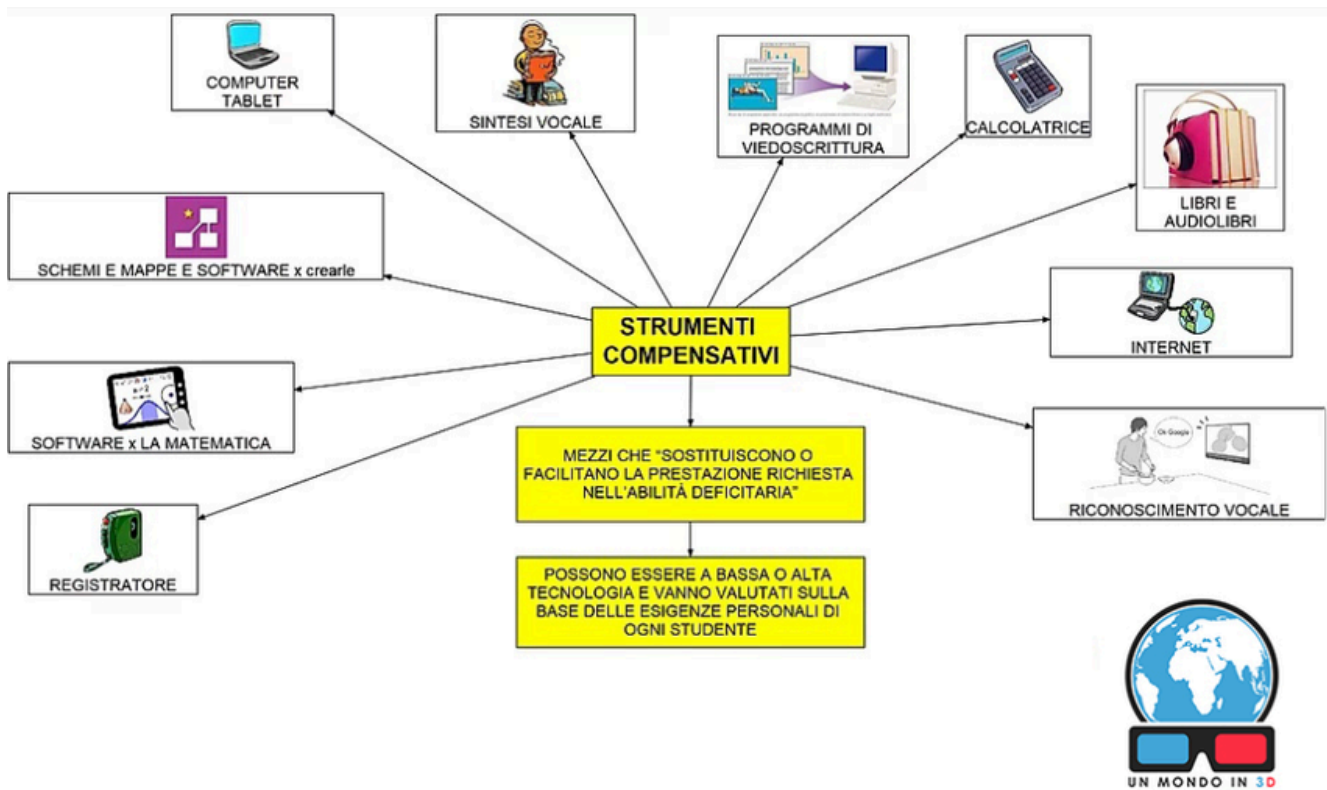 COMPUTER
TABLET
SINTESI VOCALE
PROGRAMMI DI
VIEDOSCRITTURA
CALCOLATRICE
LIBRI E
AUDIOLIBRI
SCHEMI E MAPPE E SOFTWARE x crearle
STRUMENTI
COMPENSATIVI
INTERNET
SOFTWARE x LA MATEMATICA
Ok Google
RICONOSCIMENTO VOCALE
MEZZI CHE "SOSTITUISCONO O
FACILITANO LA PRESTAZIONE RICHIESTA
NELL'ABILITÀ DEFICITARIA"
REGISTRATORE
POSSONO ESSERE A BASSA O ALTA
TECNOLOGIA E VANNO VALUTATI SULLA
BASE DELLE ESIGENZE PERSONALI DI
OGNI STUDENTE
UN MONDO IN 3D